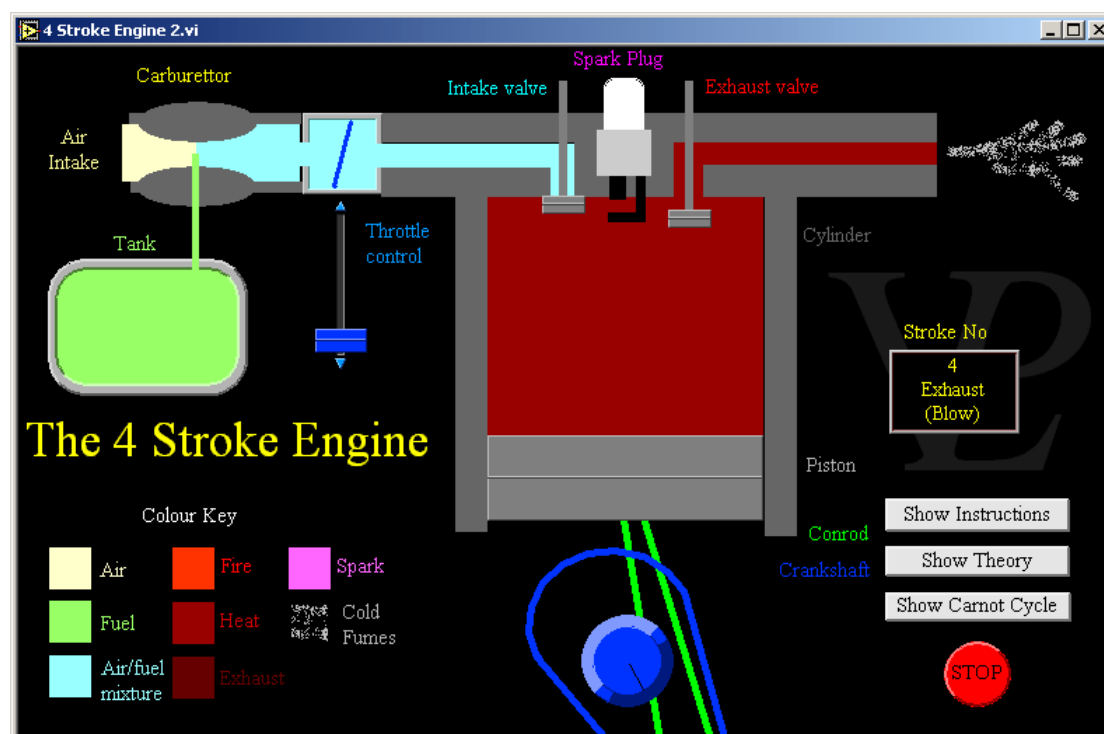 4 Stroke Engine 2.vi
Spark Plug
Carburettor
Intake valve
Exhaust valve
Air
Intake
Throttle
control
Tank
Cylinder
Stroke No
4
Exhaust
(Blow)
The 4 Stroke Engine
Piston
Colour Key
Show Instructions
Conrod
Air
Fire
Spark
Crankshaft
Show Theory
Fuel
Heat
Cold
Fumes
Show Carnot Cycle
Air/fuel
mixture
Exhaust
STOP